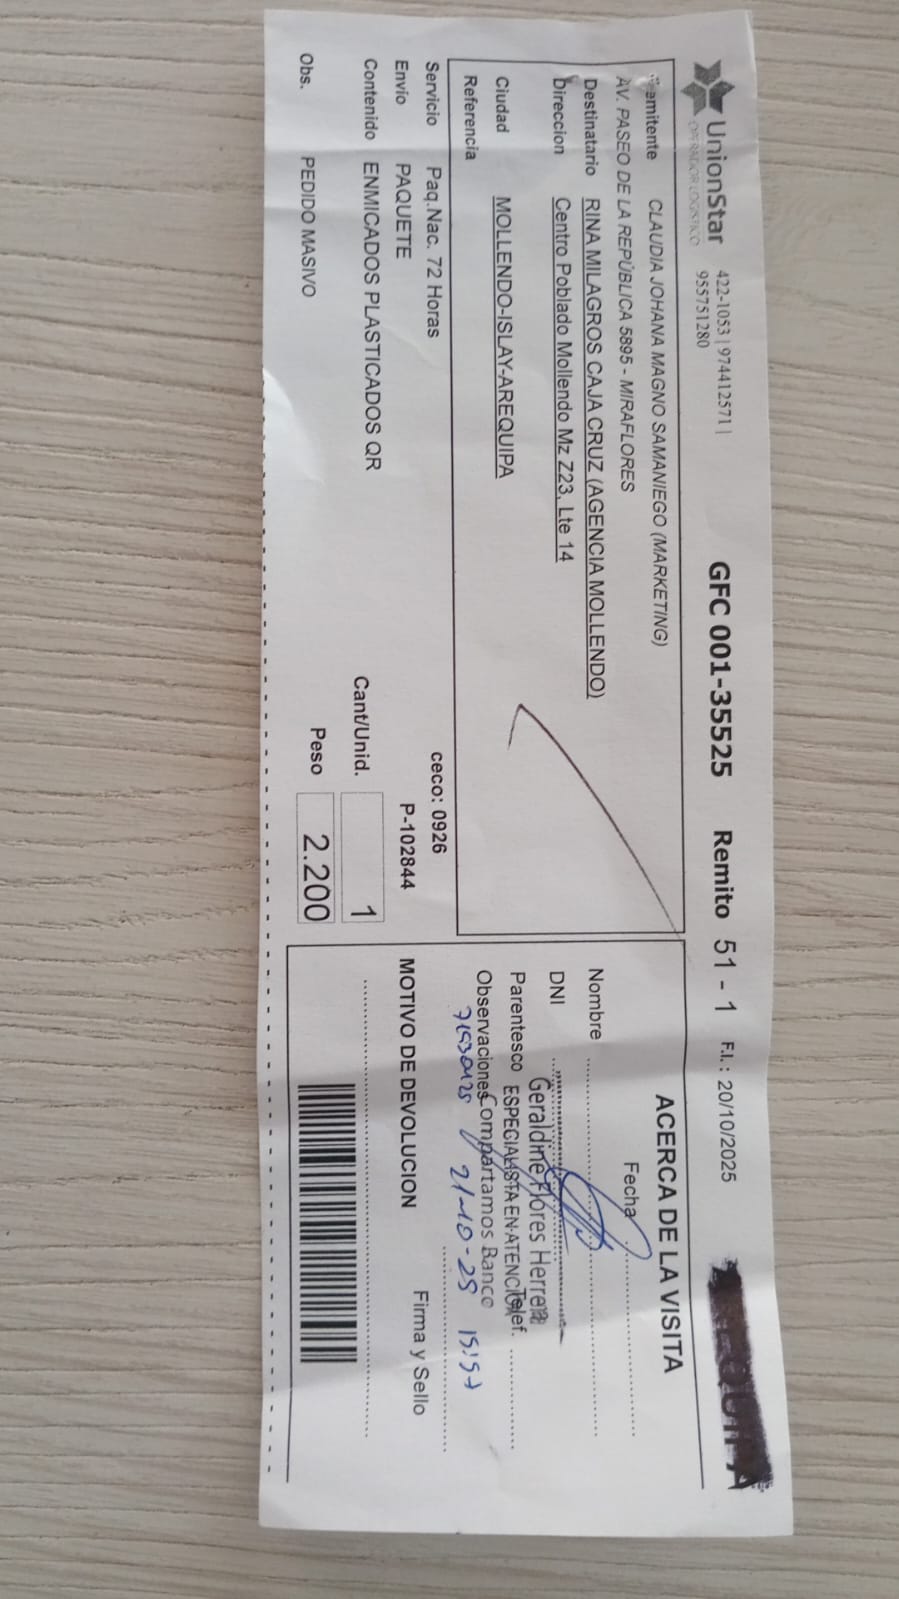 UnionStar
OPERADOR LOGISTICO
422-1053 | 974412571 |
955751280
GFC 001-35525 Remito 51 - 1 F.I.: 20/10/2025
CLAUDIA JOHANA MAGNO SAMANIEGO (MARKETING)
AV. PASEO DE LA REPÚBLICA 5895 - MIRAFLORES
Destinatario RINA MILAGROS CAJA CRUZ (AGENCIA MOLLENDO)
Direccion Centro Poblado Mollendo Mz Z23, Lte 14
Ciudad MOLLENDO-ISLAY-AREQUIPA
Referencia
Servicio Paq.Nac. 72 Horas
ceco: 0926
Envio PAQUETE
P-102844
Contenido ENMICADOS PLASTICADOS QR
Cant/Unid. 1
Obs. PEDIDO MASIVO
Peso 2.200
ACERCA DE LA VISITA
Fecha
Nombre
DNI
Geraldine Flores Herrera
Parentesco ESPECIALISTA EN ATENCI
Telef.
Observaciones Compartamos Banco
21-10-25 15:57
MOTIVO DE DEVOLUCION
Firma y Sello